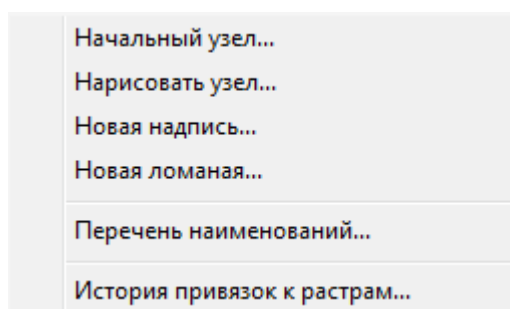 Начальный узел...
Нарисовать узел...
Новая надпись...
Новая ломаная...
Перечень наименований...
История привязок к растрам...